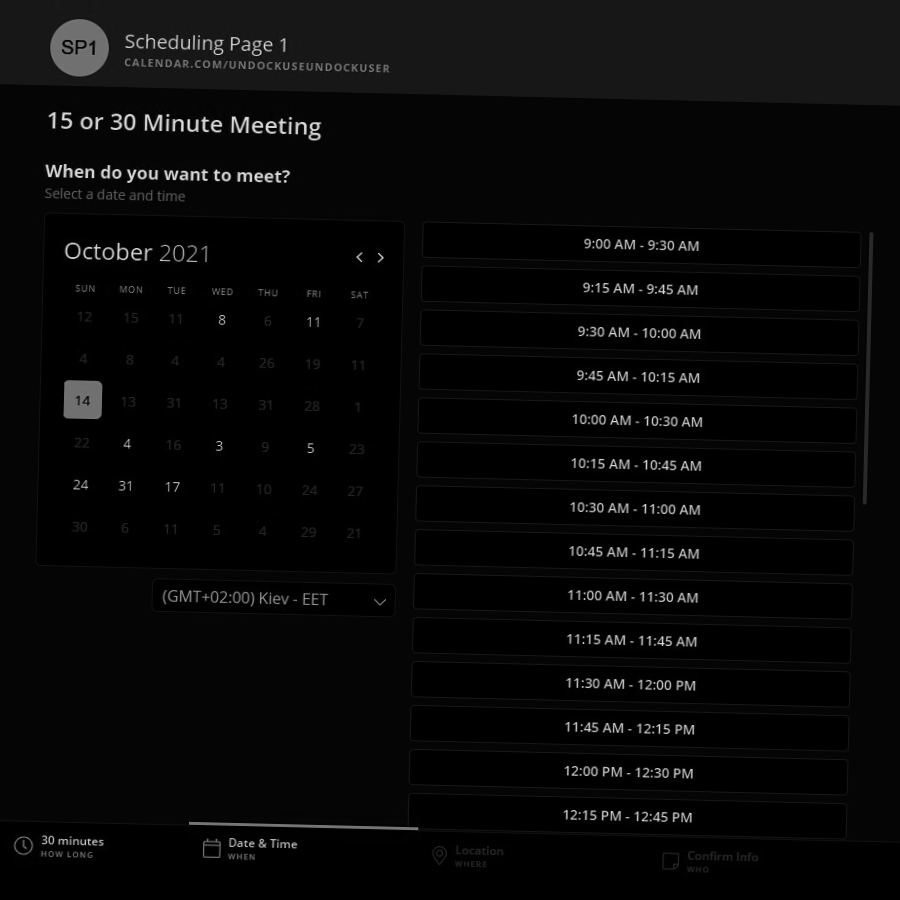 SP1
Scheduling Page 1
CALENDAR.COM/UNDOCKUSEUNDOCKUSER
15 or 30 Minute Meeting
When do you want to meet?
Select a date and time
October 2021
SUN MON TUE WED THU FRI SAT
12 15 11 8 6 11 7
4 8 4 4 26 19 11
14 13 31 13 31 28 1
22 4 16 3 9 5 23
24 31 17 11 10 24 27
30 6 11 5 4 29 21
(GMT+02:00) Kiev - EET
9:00 AM - 9:30 AM
9:15 AM - 9:45 AM
9:30 AM - 10:00 AM
9:45 AM - 10:15 AM
10:00 AM - 10:30 AM
10:15 AM - 10:45 AM
10:30 AM - 11:00 AM
10:45 AM - 11:15 AM
11:00 AM - 11:30 AM
11:15 AM - 11:45 AM
11:30 AM - 12:00 PM
11:45 AM - 12:15 PM
12:00 PM - 12:30 PM
12:15 PM - 12:45 PM
30 minutes
HOW LONG
Date & Time
WHEN
Location
WHERE
Confirm Info
WHO